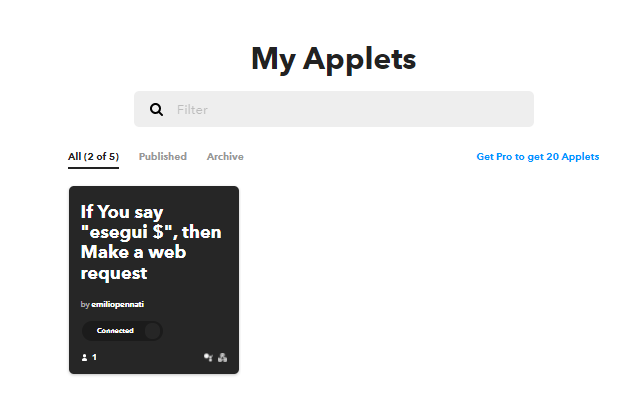 My Applets
Filter
All (2 of 5) Published Archive Get Pro to get 20 Applets
If You say
"esegui $", then
Make a web
request
by emiliopennati
Connected
1